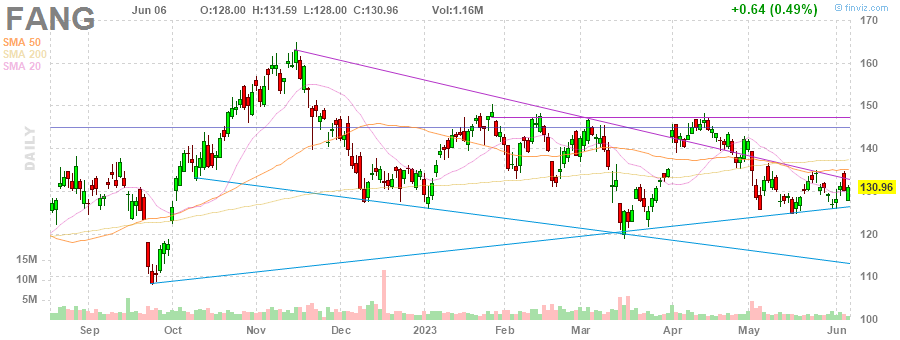 FANG
Jun 06 O:128.00 H:131.59 L:128.00 C:130.96 Vol:1.16M +0.64 (0.49%)
© finviz.com
SMA 50
SMA 200
SMA 20
DAILY
170
160
150
140
130.96
120
110
100
15M
10M
5M
Sep Oct Nov Dec 2023 Feb Mar Apr May Jun